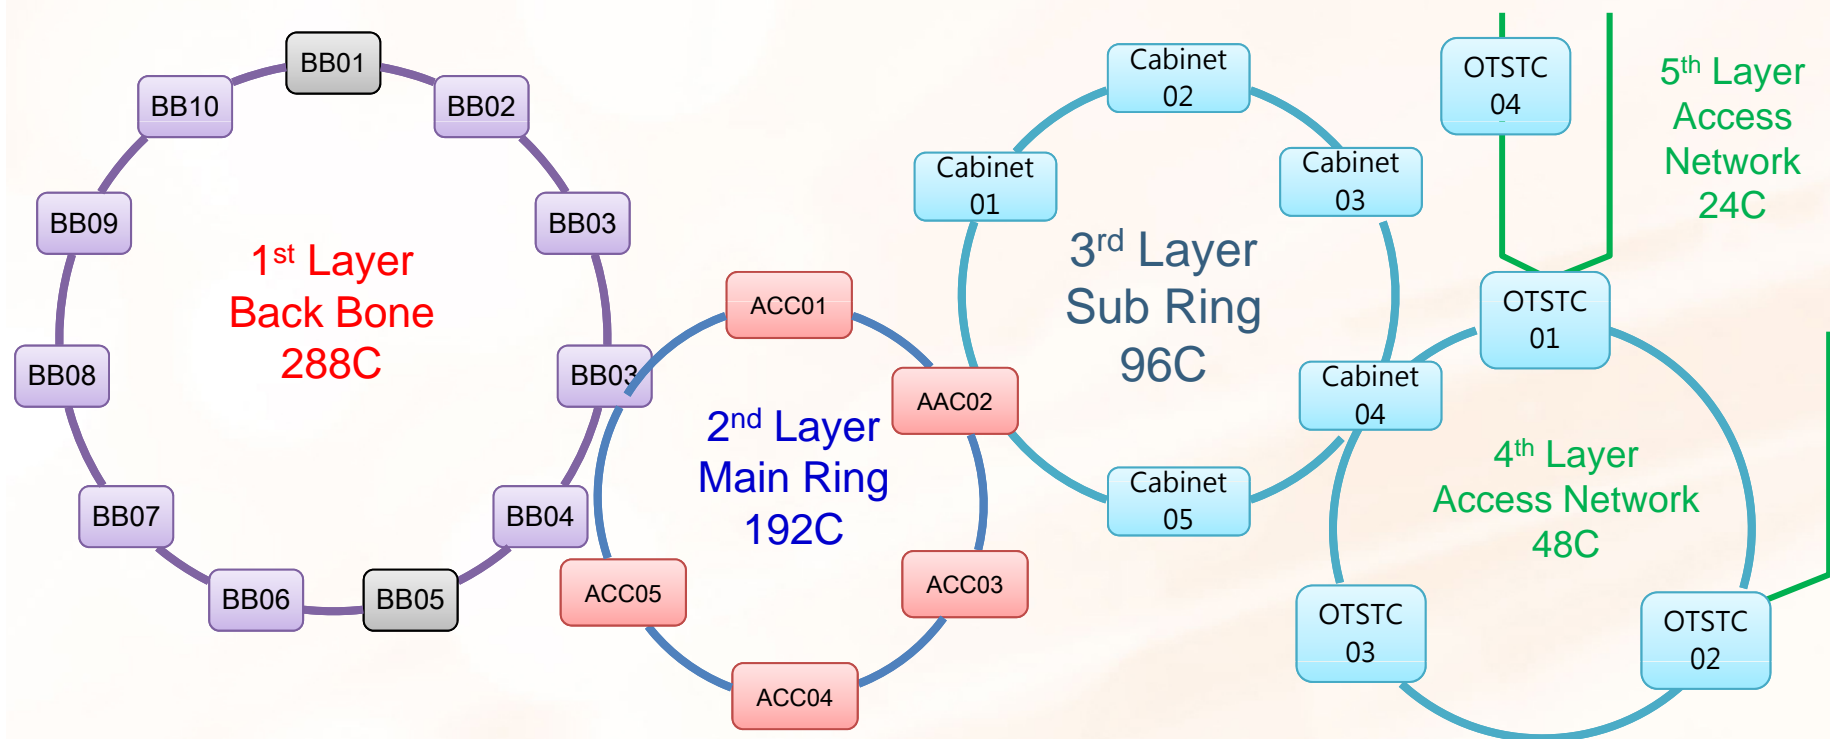 BB01
BB10
BB02
BB09
BB03
1st Layer
Back Bone
288C
BB08
BB03
BB07
BB04
BB06
BB05
ACC01
AAC02
2nd Layer
Main Ring
192C
ACC05
ACC03
ACC04
Cabinet
02
Cabinet
01
Cabinet
03
3rd Layer
Sub Ring
96C
Cabinet
04
Cabinet
05
OTSTC
04
5th Layer
Access
Network
24C
OTSTC
01
4th Layer
Access Network
48C
OTSTC
03
OTSTC
02